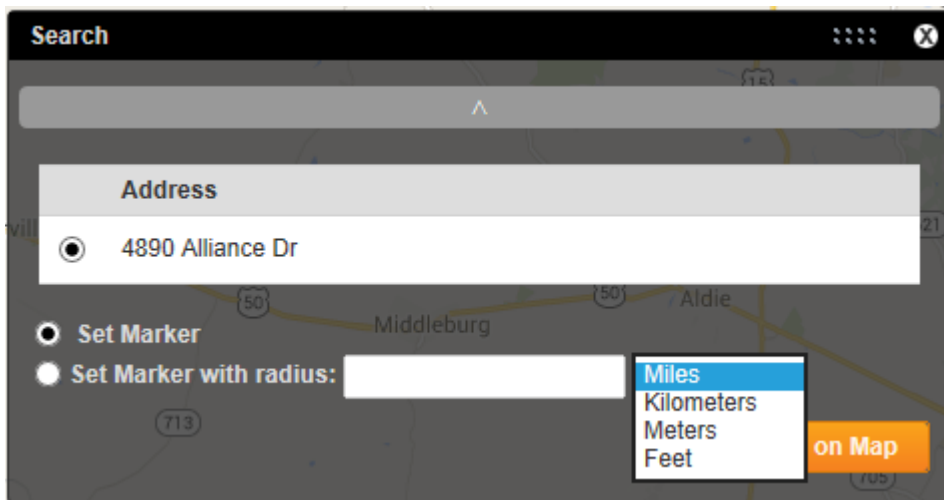 Search
X
15
^
Address
vill
21
4890 Alliance Dr
50
50
Aldie
Middleburg
Set Marker
Set Marker with radius:
Miles
Kilometers
Meters
Feet
713
on Map
705